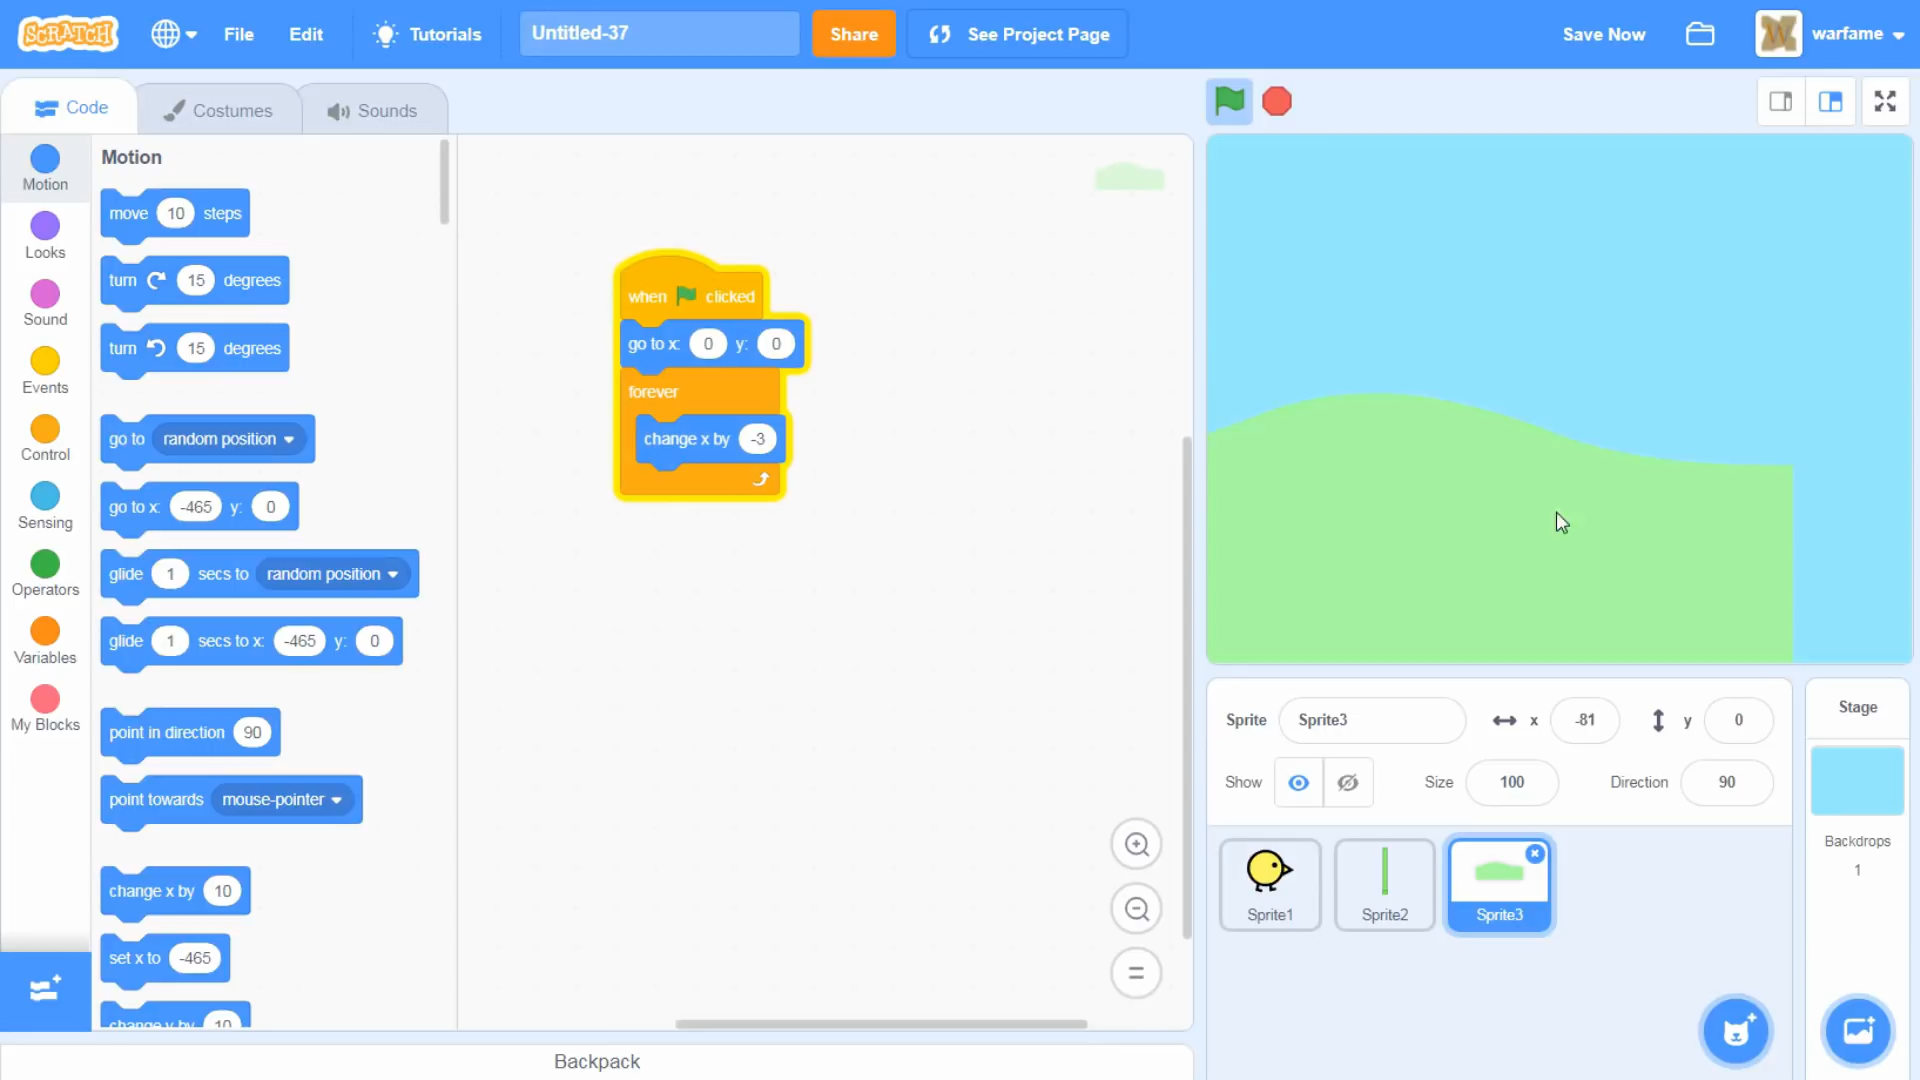 SCRATCH
File
Edit
Tutorials
Untitled-37
Share
See Project Page
Save Now
warfame
Code
Costumes
Sounds
Motion
Looks
Sound
Events
Control
Sensing
Operators
Variables
My Blocks
Motion
move 10 steps
turn 15 degrees
turn 15 degrees
go to random position
go to x: -465 y: 0
glide 1 secs to random position
glide 1 secs to x: -465 y: 0
point in direction 90
point towards mouse-pointer
change x by 10
set x to -465
change y by 10
when clicked
go to x: 0 y: 0
forever
change x by -3
Backpack
Sprite Sprite3 x -81 y 0
Show Size 100 Direction 90
Sprite1
Sprite2
Sprite3
Stage
Backdrops
1